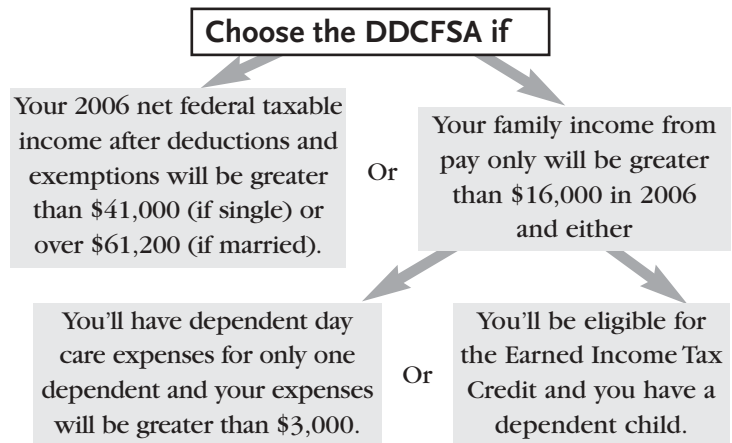 Choose the DDCFSA if
Your 2006 net federal taxable
income after deductions and
exemptions will be greater
than $41,000 (if single) or
over $61,200 (if married).
Or
Your family income from
pay only will be greater
than $16,000 in 2006
and either
You'll have dependent day
care expenses for only one
dependent and your expenses
will be greater than $3,000.
Or
You'll be eligible for
the Earned Income Tax
Credit and you have a
dependent child.